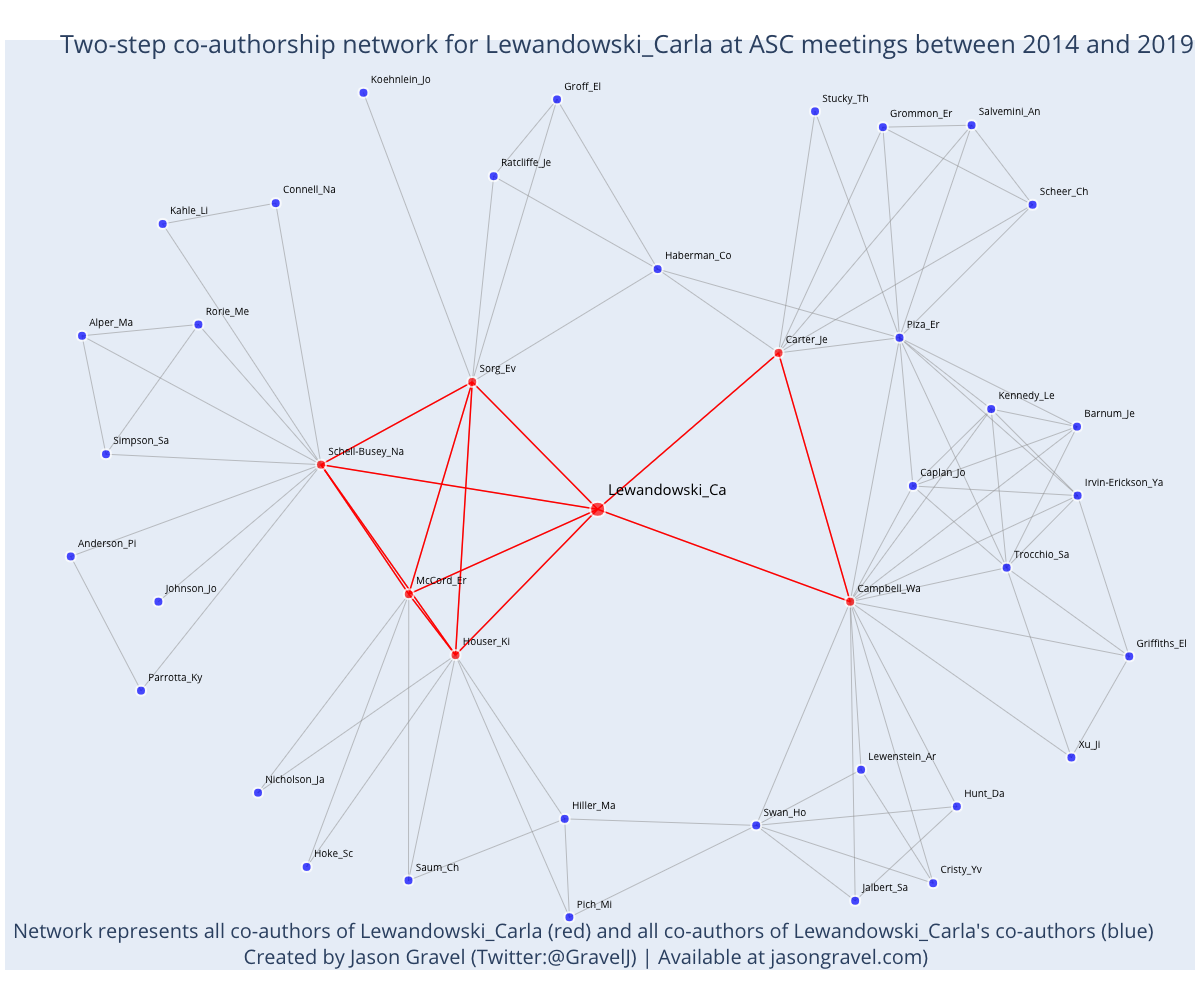 Two-step co-authorship network for Lewandowski_Carla at ASC meetings between 2014 and 2019
Koehnlein_Jo
Groff_El
Stucky_Th
Grommon_Er
Salvemini_An
Ratcliffe_Je
Connell_Na
Scheer_Ch
Kahle_Li
Haberman_Co
Rorie_Me
Alper_Ma
Piza_Er
Carter_Je
Sorg_Ev
Kennedy_Le
Barnum_Je
Simpson_Sa
Schell-Busey_Na
Caplan_Jo
Irvin-Erickson_Ya
Lewandowski_Ca
Anderson_Pi
Trocchio_Sa
McCord_Er
Johnson_Jo
Campbell_Wa
Houser_Ki
Griffiths_El
Parrotta_Ky
Xu_Ji
Lewenstein_Ar
Nicholson_Ja
Hunt_Da
Hiller_Ma
Swan_Ho
Hoke_Sc
Saum_Ch
Cristy_Yv
Jalbert_Sa
Pich_Mi
Network represents all co-authors of Lewandowski_Carla (red) and all co-authors of Lewandowski_Carla's co-authors (blue)
Created by Jason Gravel (Twitter:@GravelJ) | Available at jasongravel.com)